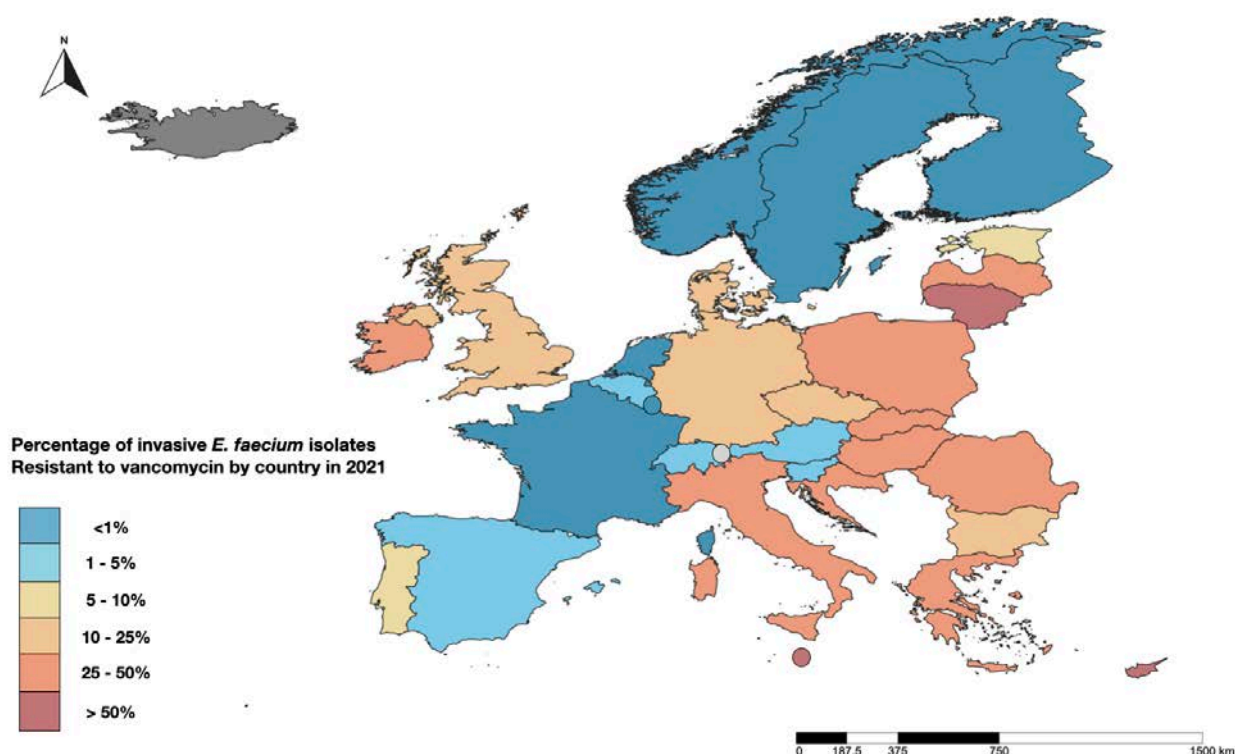 N
Percentage of invasive E. faecium isolates
Resistant to vancomycin by country in 2021
<1%
1 - 5%
5 - 10%
10 - 25%
25 - 50%
> 50%
0 187.5 375 750 1500 km